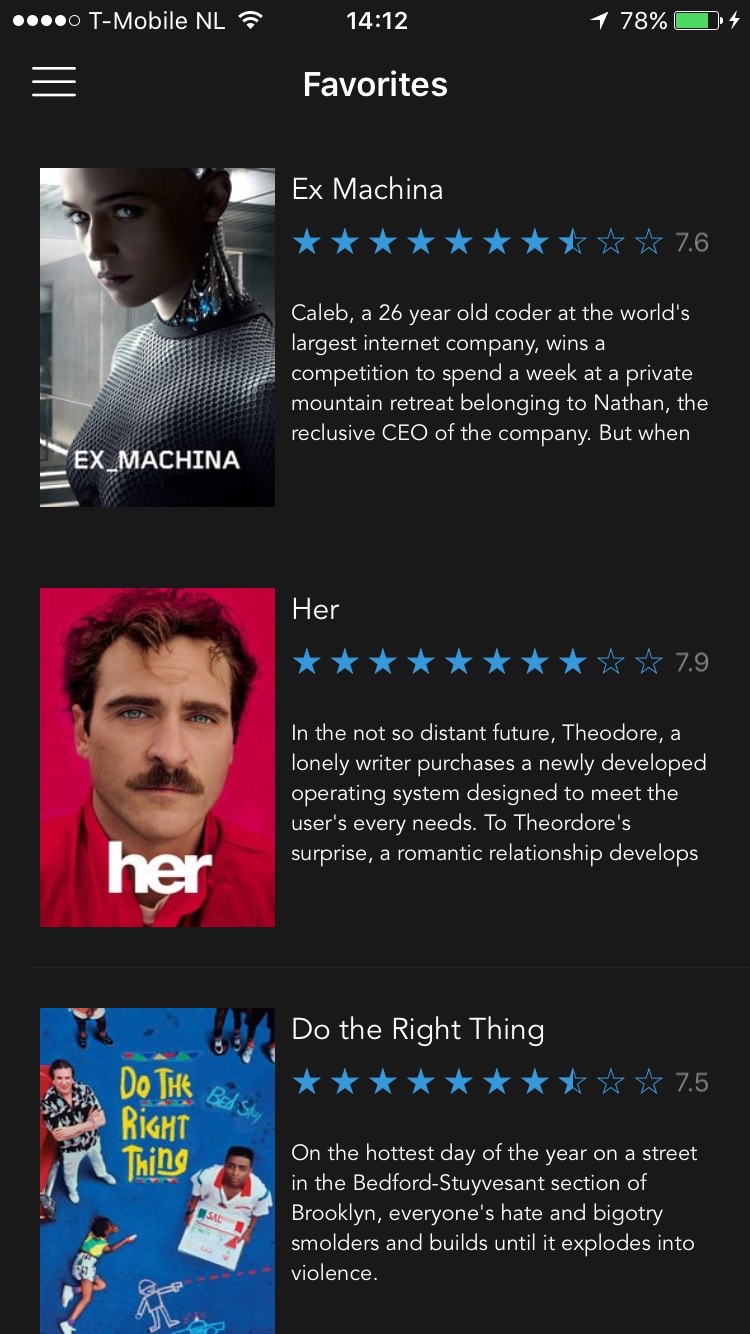 T-Mobile NL 14:12 78%
Favorites
EX_MACHINA
Ex Machina
7.6
Caleb, a 26 year old coder at the world's
largest internet company, wins a
competition to spend a week at a private
mountain retreat belonging to Nathan, the
reclusive CEO of the company. But when
her
Her
7.9
In the not so distant future, Theodore, a
lonely writer purchases a newly developed
operating system designed to meet the
user's every needs. To Theordore's
surprise, a romantic relationship develops
DO THE
RIGHT
Thing
Bed-Stuy
SAL'S
Do the Right Thing
7.5
On the hottest day of the year on a street
in the Bedford-Stuyvesant section of
Brooklyn, everyone's hate and bigotry
smolders and builds until it explodes into
violence.